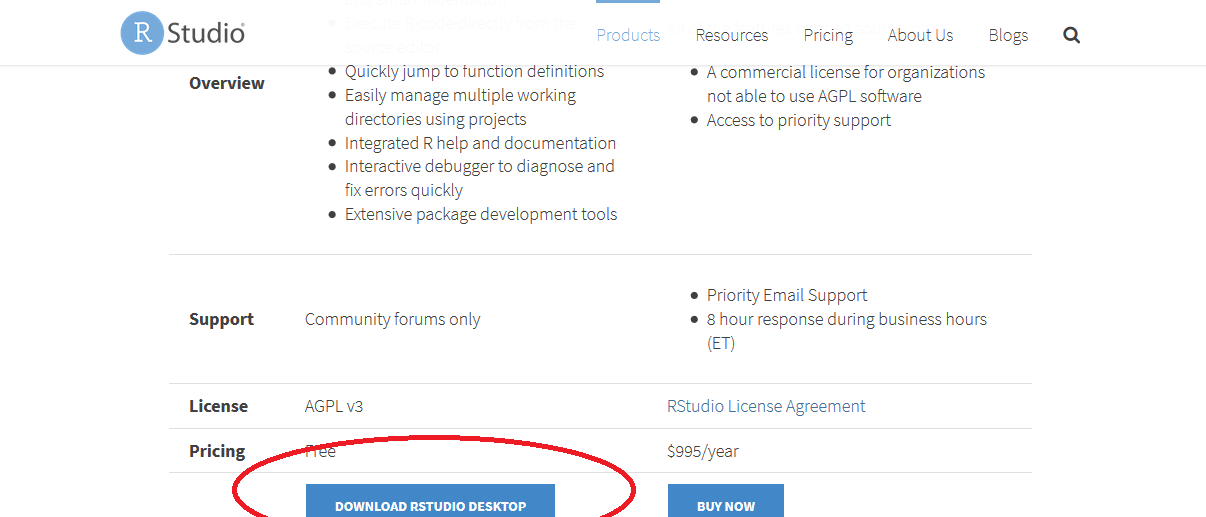 R Studio
Products Resources Pricing About Us Blogs
Execute R code directly from the
source editor
Overview
Quickly jump to function definitions
Easily manage multiple working
directories using projects
Integrated R help and documentation
Interactive debugger to diagnose and
fix errors quickly
Extensive package development tools
A commercial license for organizations
not able to use AGPL software
Access to priority support
Support
Community forums only
Priority Email Support
8 hour response during business hours
(ET)
License
AGPL v3
RStudio License Agreement
Pricing
Free
$995/year
DOWNLOAD RSTUDIO DESKTOP
BUY NOW